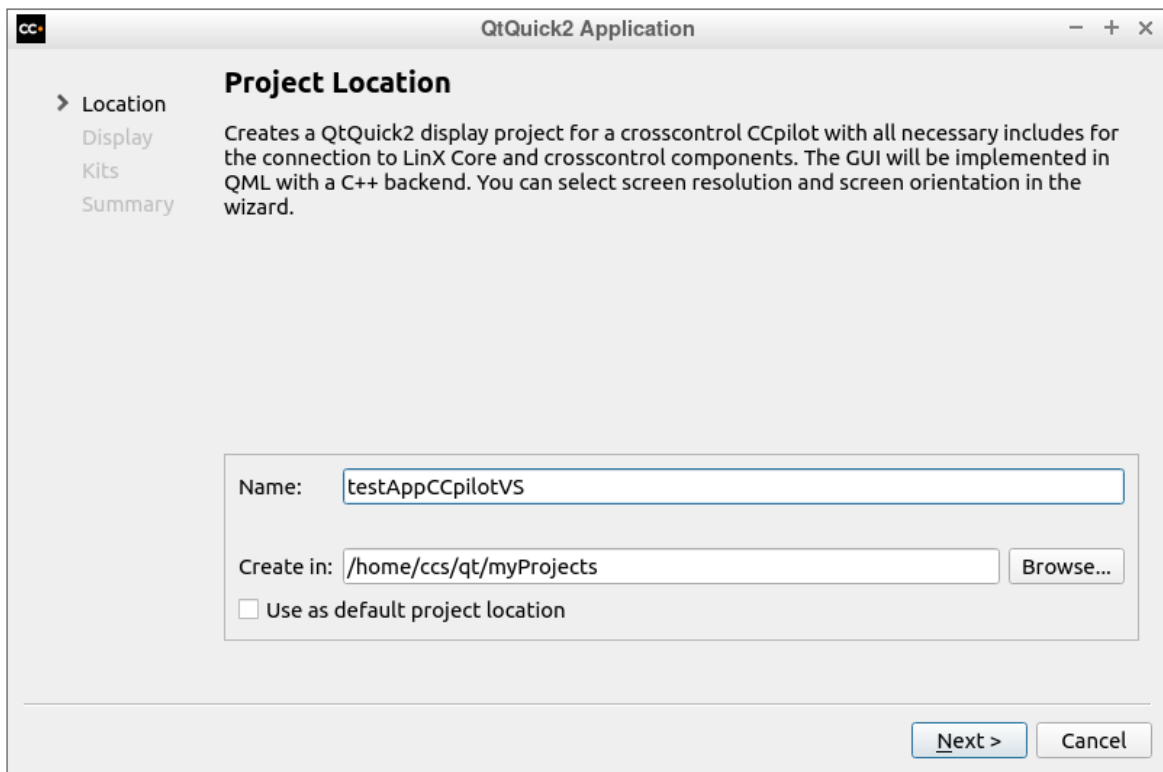 CC
QtQuick2 Application
Location
Display
Kits
Summary
Project Location
Creates a QtQuick2 display project for a crosscontrol CCpilot with all necessary includes for
the connection to LinX Core and crosscontrol components. The GUI will be implemented in
QML with a C++ backend. You can select screen resolution and screen orientation in the
wizard.
Name: testAppCCpilotVS
Create in: /home/ccs/qt/myProjects Browse...
Use as default project location
Next > Cancel